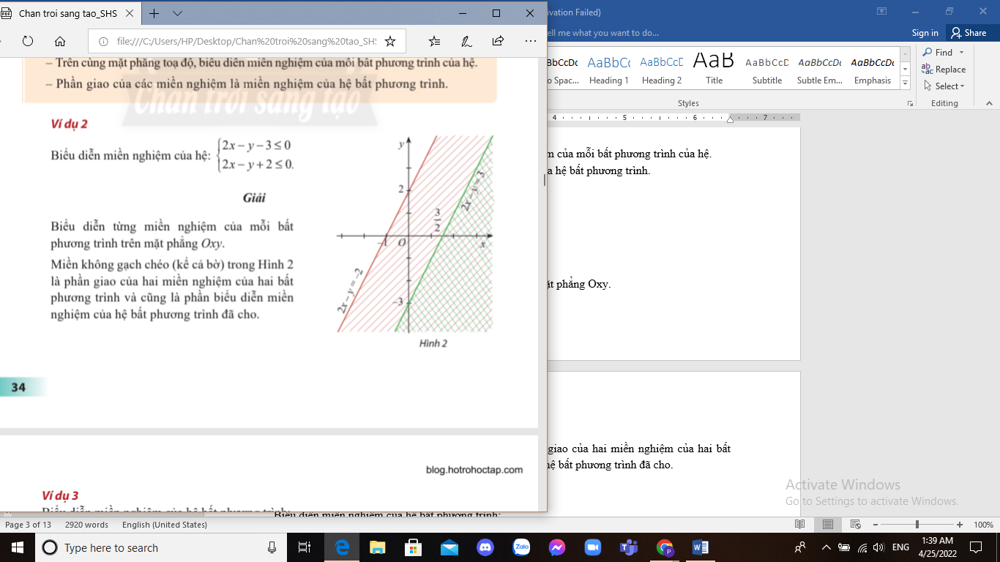 Chan troi sang tao_SHS
ivation Failed)
file:///C:/Users/HP/Desktop/Chan%20troi%20sang%20tao_SHS
ell me what you want to do...
Sign in
Share
– Trên cùng mặt phẳng toạ độ, biểu diễn miền nghiệm của mỗi bất phương trình của hệ.
– Phần giao của các miền nghiệm là miền nghiệm của hệ bất phương trình.
Chân trời sáng tạo
Ví dụ 2
Biểu diễn miền nghiệm của hệ: { 2x – y – 3 ≤ 0
2x – y + 2 ≤ 0.
Giải
Biểu diễn từng miền nghiệm của mỗi bất
phương trình trên mặt phẳng Oxy.
Miền không gạch chéo (kể cả bờ) trong Hình 2
là phần giao của hai miền nghiệm của hai bất
phương trình và cũng là phần biểu diễn miền
nghiệm của hệ bất phương trình đã cho.
y
2
3
2
–1
O
x
–3
2x – y = –2
2x – y = 3
Hình 2
34
blog.hotrohoctap.com
Ví dụ 3
Biểu diễn miền nghiệm của hệ bất phương trình:
AaBbCcDc AaBbCc AaBbCcD AaB AaBbCcD AaBbCcDc AaBbCcDc
o Spac... Heading 1 Heading 2 Title Subtitle Subtle Em... Emphasis
Styles
Find
Replace
Select
Editing
4 5 6 7
m của mỗi bất phương trình của hệ.
a hệ bất phương trình.
ặt phẳng Oxy.
giao của hai miền nghiệm của hai bất
hệ bất phương trình đã cho.
Biểu diễn miền nghiệm của hệ bất phương trình:
Activate Windows
Go to Settings to activate Windows.
Page 3 of 13 2920 words English (United States)
100%
Type here to search
Zalo
ENG
1:39 AM
4/25/2022